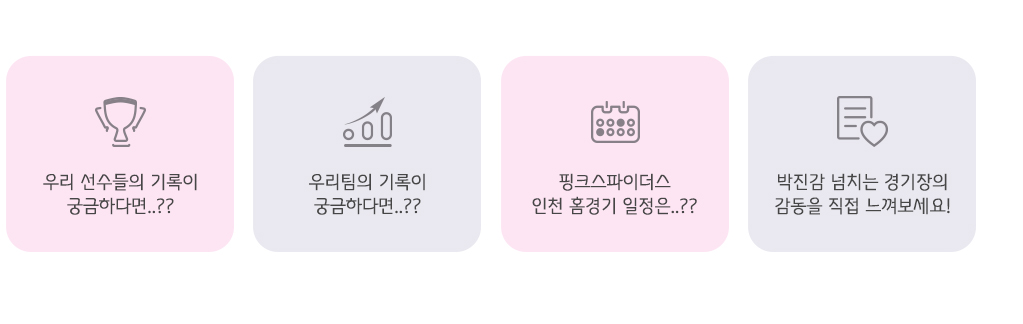 우리 선수들의 기록이
궁금하다면..??
우리팀의 기록이
궁금하다면..??
핑크스파이더스
인천 홈경기 일정은..??
박진감 넘치는 경기장의
감동을 직접 느껴보세요!